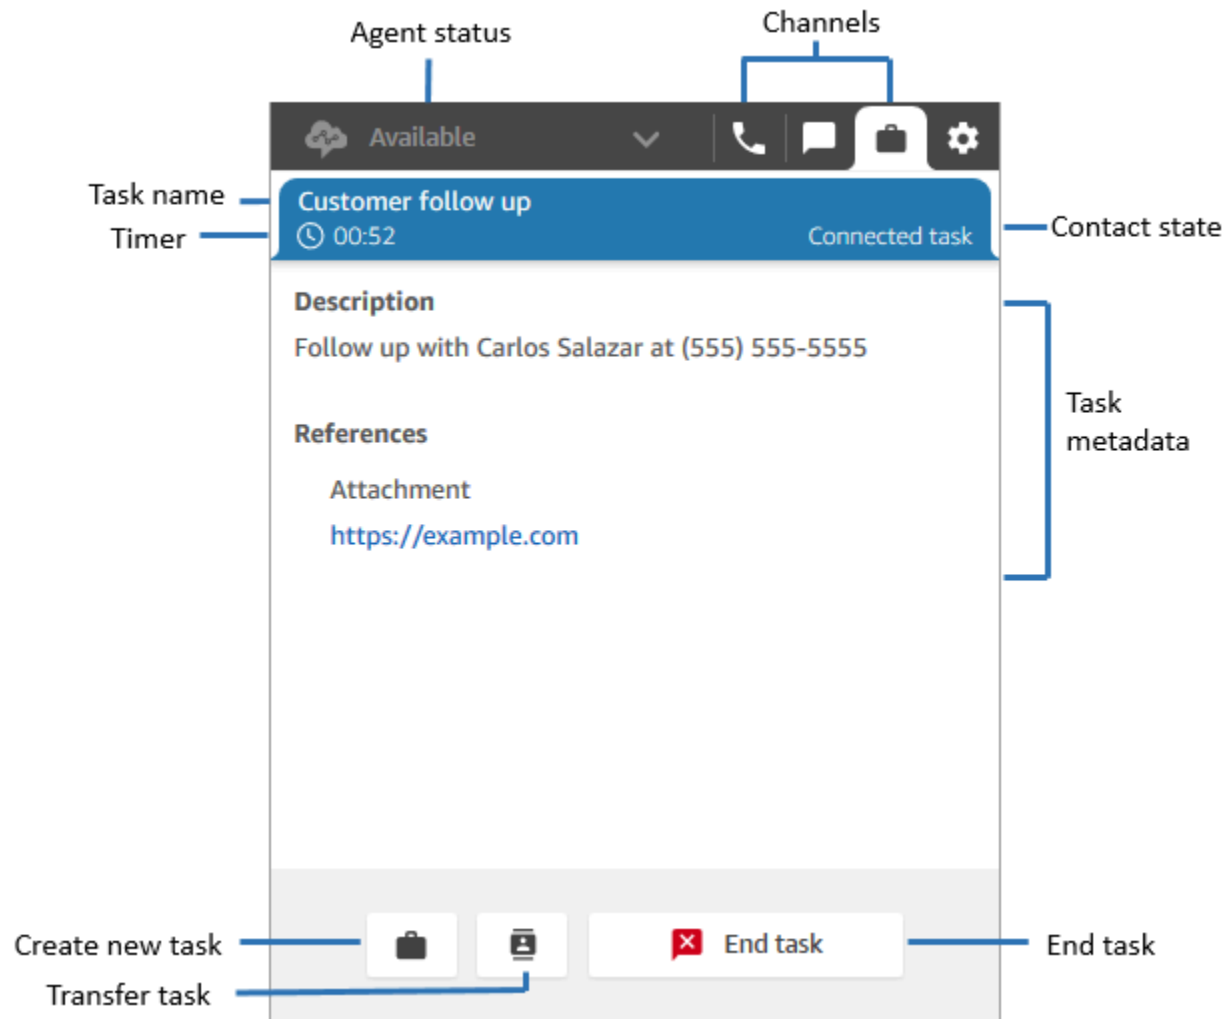 Agent status
Channels
Available
Task name
Customer follow up
Timer
00:52
Connected task
Contact state
Description
Follow up with Carlos Salazar at (555) 555-5555
Task
metadata
References
Attachment
https://example.com
Create new task
End task
End task
Transfer task